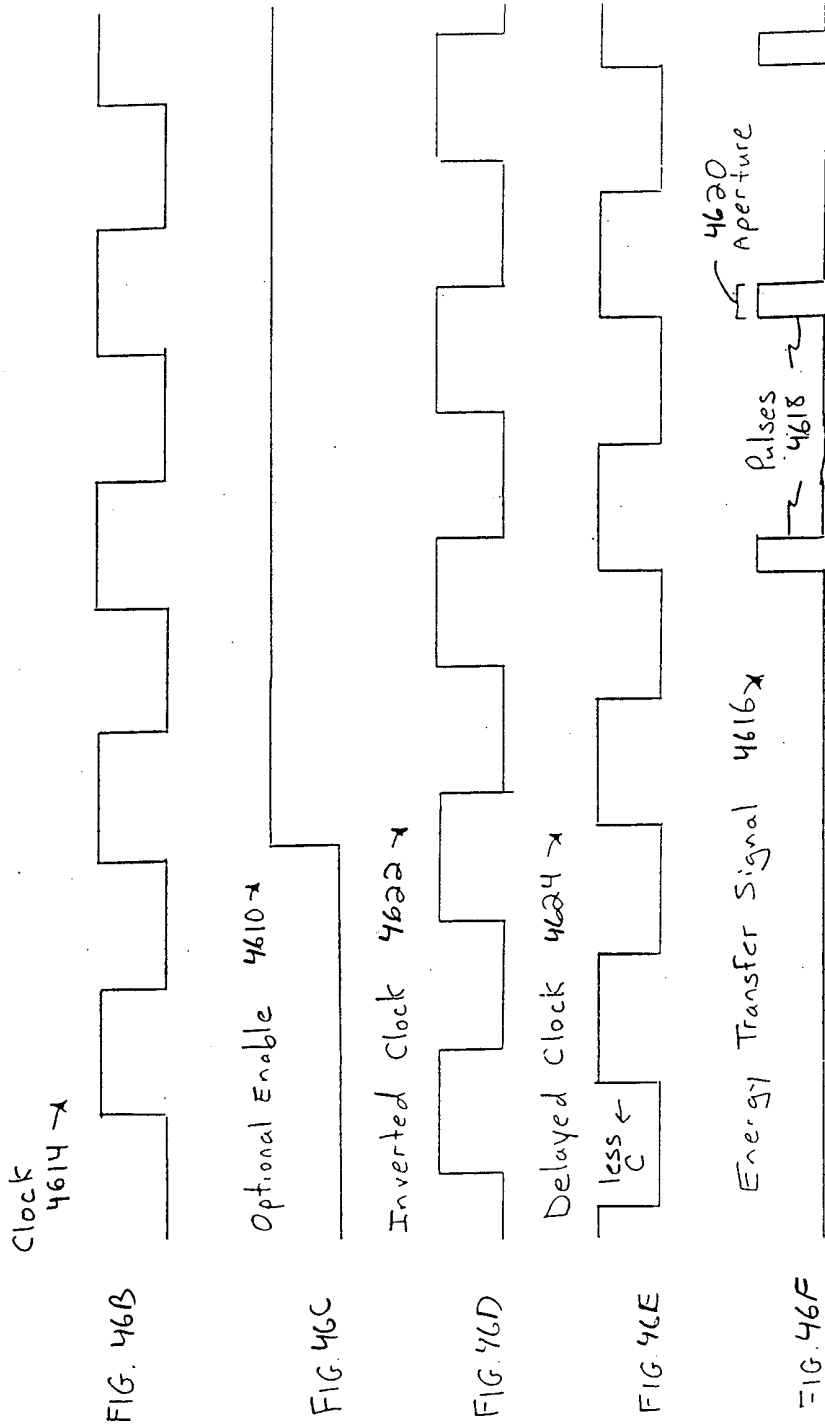 Clock
4614
FIG. 46B
Optional Enable 4610
FIG. 46C
Inverted Clock 4622
FIG. 46D
Delayed Clock 4624
less
C
FIG. 46E
Energy Transfer Signal 4616
Pulses
4618
4620
Aperture
FIG. 46F